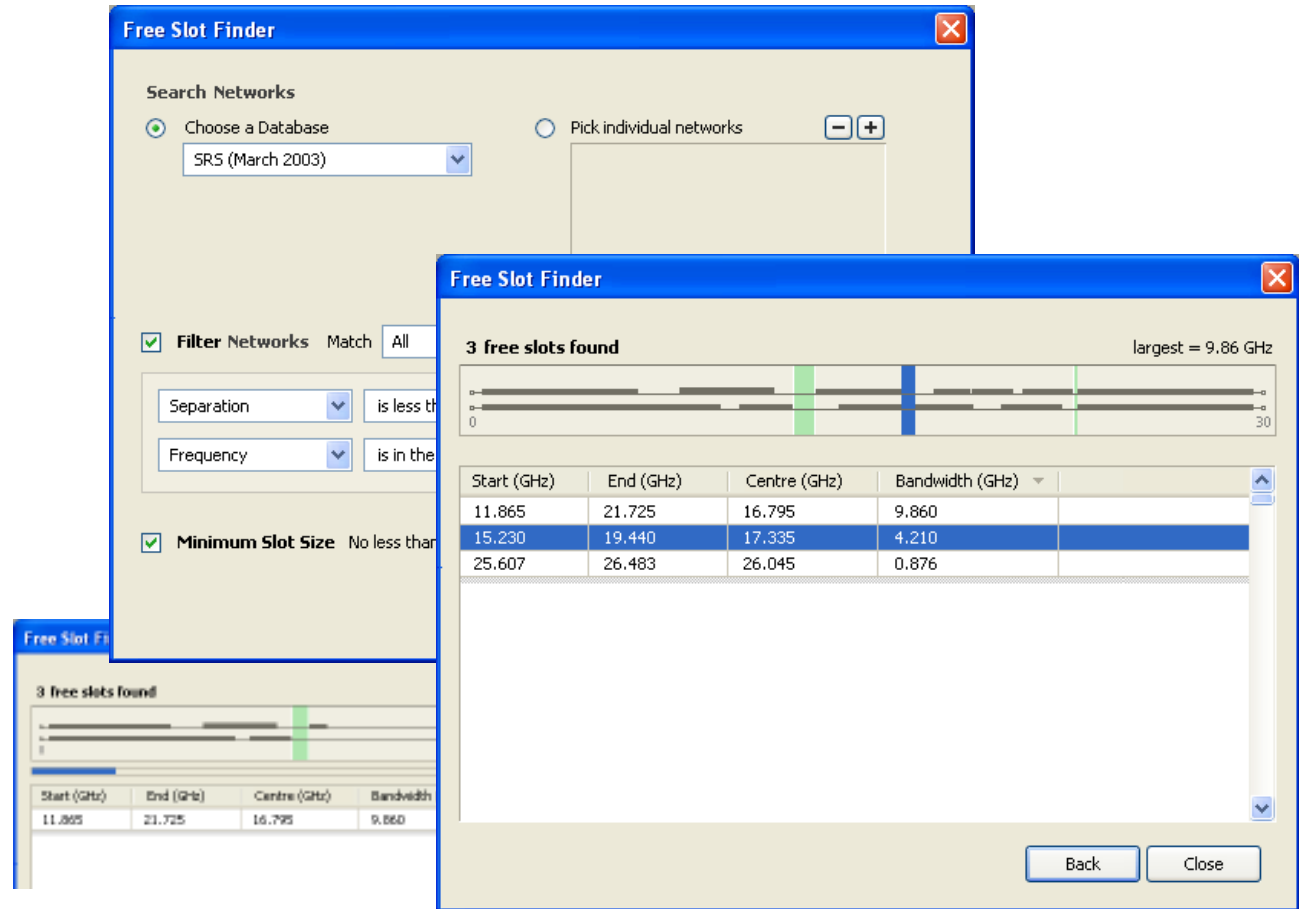 Free Slot Finder
Search Networks
Choose a Database
Pick individual networks
SRS (March 2003)
Filter Networks Match All
Separation is less th
Frequency is in the
Minimum Slot Size No less than
Free Slot Finder
3 free slots found largest = 9.86 GHz
0 30
Start (GHz) End (GHz) Centre (GHz) Bandwidth (GHz)
11.865 21.725 16.795 9.860
15.230 19.440 17.335 4.210
25.607 26.483 26.045 0.876
Back Close
Free Slot Fi
3 free slots found
0
Start (GHz) End (GHz) Centre (GHz) Bandwidth
11.865 21.725 16.795 9.860